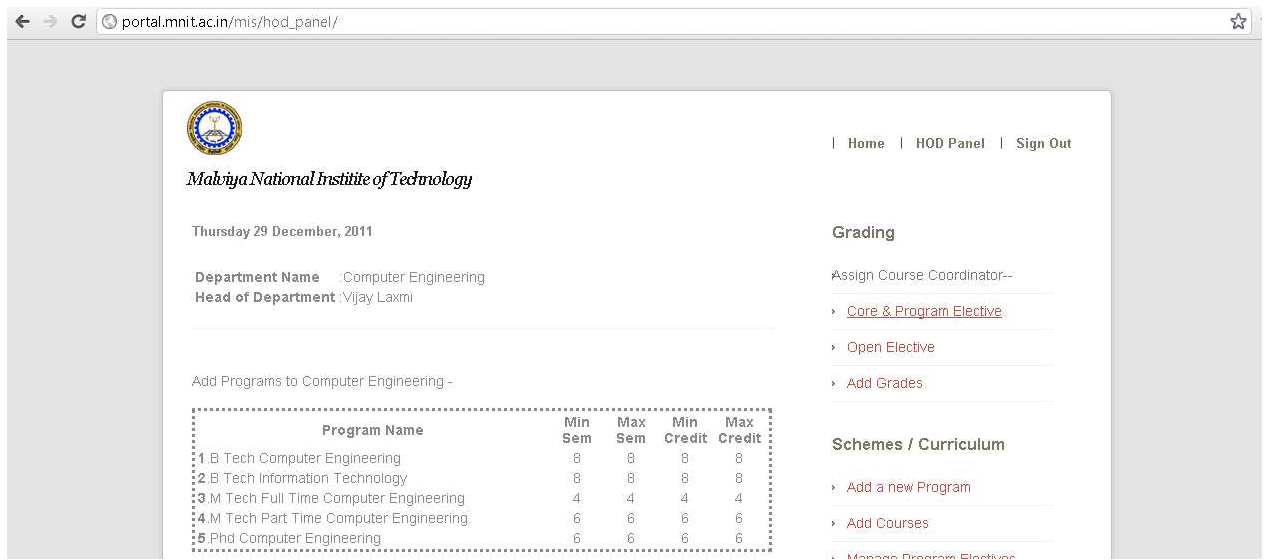 portal.mnit.ac.in/mis/hod_panel/
| Home | HOD Panel | Sign Out
Malviya National Institite of Technology
Thursday 29 December, 2011
Department Name :Computer Engineering
Head of Department :Vijay Laxmi
Add Programs to Computer Engineering -
Program Name Min Sem Max Sem Min Credit Max Credit
1.B Tech Computer Engineering 8 8 8 8
2.B Tech Information Technology 8 8 8 8
3.M Tech Full Time Computer Engineering 4 4 4 4
4.M Tech Part Time Computer Engineering 6 6 6 6
5.Phd Computer Engineering 6 6 6 6
Grading
Assign Course Coordinator--
Core & Program Elective
Open Elective
Add Grades
Schemes / Curriculum
Add a new Program
Add Courses
Manage Program Electives